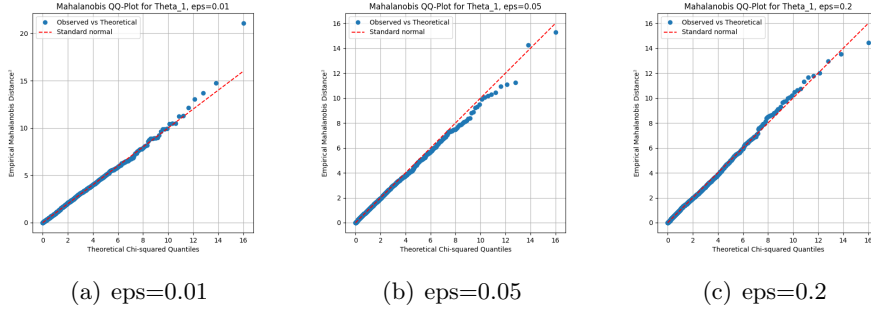 Mahalanobis QQ-Plot for Theta_1, eps=0.01
Observed vs Theoretical
Standard normal
Empirical Mahalanobis Distance²
20
15
10
5
0
0 2 4 6 8 10 12 14 16
Theoretical Chi-squared Quantiles
(a) eps=0.01
Mahalanobis QQ-Plot for Theta_1, eps=0.05
Observed vs Theoretical
Standard normal
Empirical Mahalanobis Distance²
16
14
12
10
8
6
4
2
0
0 2 4 6 8 10 12 14 16
Theoretical Chi-squared Quantiles
(b) eps=0.05
Mahalanobis QQ-Plot for Theta_1, eps=0.2
Observed vs Theoretical
Standard normal
Empirical Mahalanobis Distance²
16
14
12
10
8
6
4
2
0
0 2 4 6 8 10 12 14 16
Theoretical Chi-squared Quantiles
(c) eps=0.2